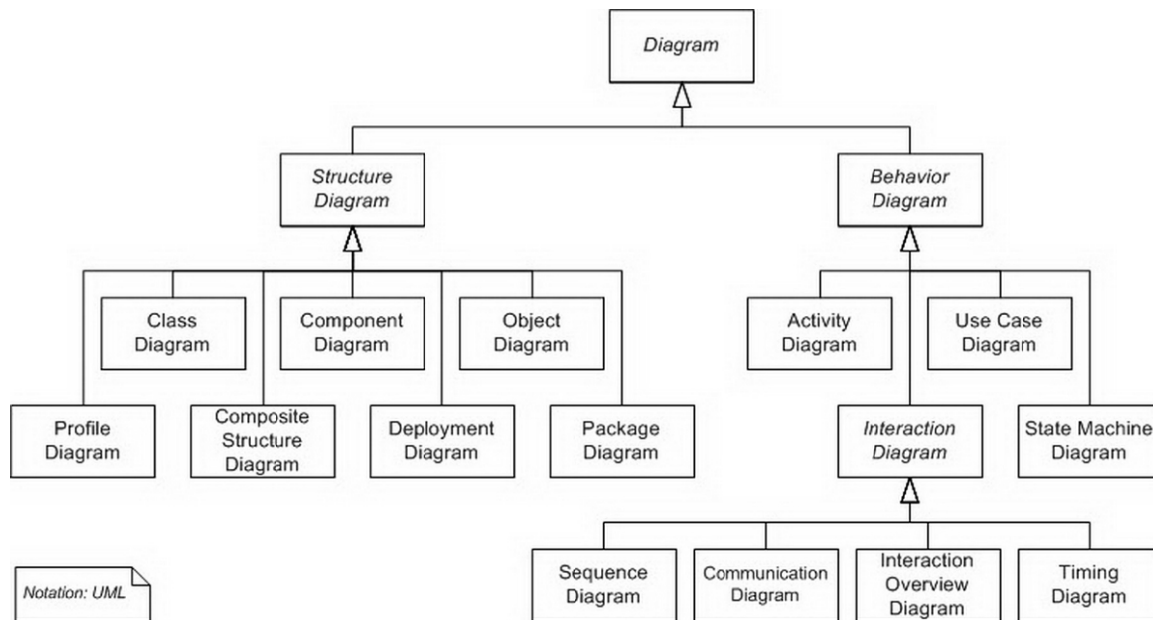 Diagram
Structure
Diagram
Behavior
Diagram
Class
Diagram
Component
Diagram
Object
Diagram
Activity
Diagram
Use Case
Diagram
Profile
Diagram
Composite
Structure
Diagram
Deployment
Diagram
Package
Diagram
Interaction
Diagram
State Machine
Diagram
Sequence
Diagram
Communication
Diagram
Interaction
Overview
Diagram
Timing
Diagram
Notation: UML